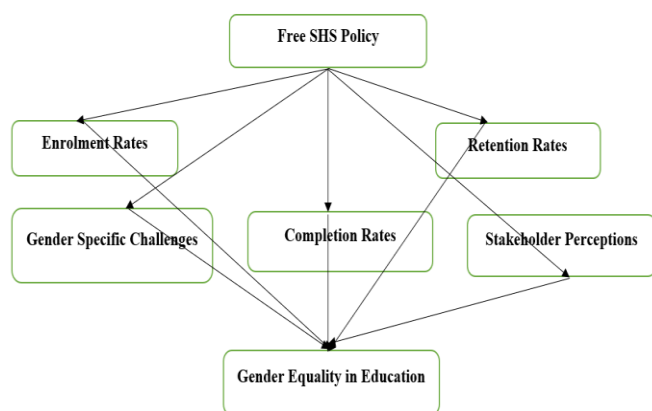 Free SHS Policy
Enrolment Rates
Retention Rates
Gender Specific Challenges
Completion Rates
Stakeholder Perceptions
Gender Equality in Education